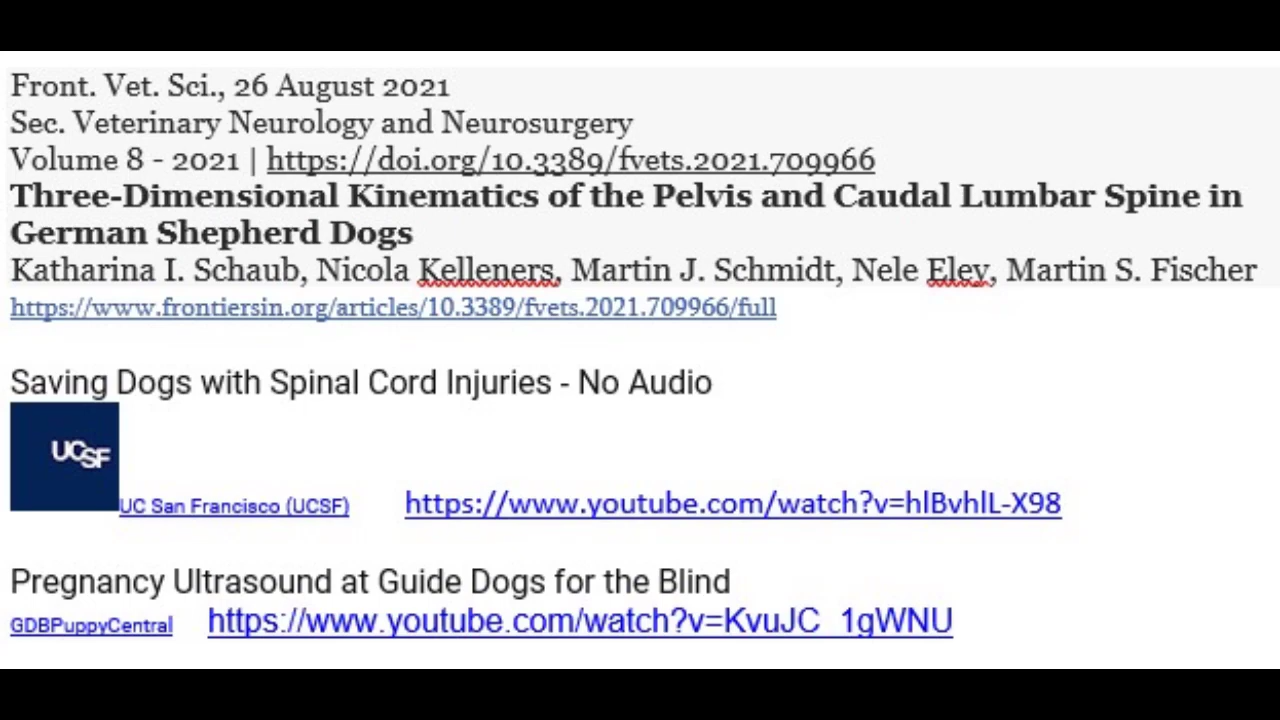 Front. Vet. Sci., 26 August 2021
Sec. Veterinary Neurology and Neurosurgery
Volume 8 - 2021 | https://doi.org/10.3389/fvets.2021.709966
Three-Dimensional Kinematics of the Pelvis and Caudal Lumbar Spine in
German Shepherd Dogs
Katharina I. Schaub, Nicola Kelleners, Martin J. Schmidt, Nele Eley, Martin S. Fischer
https://www.frontiersin.org/articles/10.3389/fvets.2021.709966/full
Saving Dogs with Spinal Cord Injuries - No Audio
UCSF
UC San Francisco (UCSF) https://www.youtube.com/watch?v=hlBvhlL-X98
Pregnancy Ultrasound at Guide Dogs for the Blind
GDBPuppyCentral https://www.youtube.com/watch?v=KvuJC_1gWNU